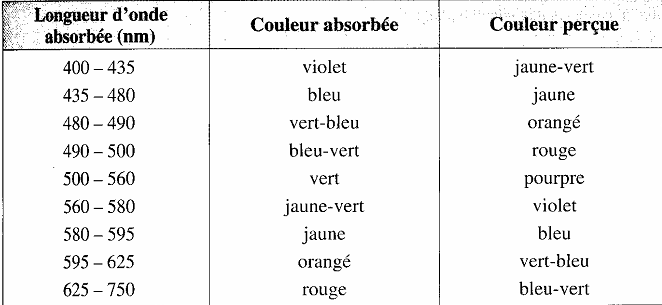 Longueur d'onde absorbée (nm) Couleur absorbée Couleur perçue
400 – 435 violet jaune-vert
435 – 480 bleu jaune
480 – 490 vert-bleu orangé
490 – 500 bleu-vert rouge
500 – 560 vert pourpre
560 – 580 jaune-vert violet
580 – 595 jaune bleu
595 – 625 orangé vert-bleu
625 – 750 rouge bleu-vert